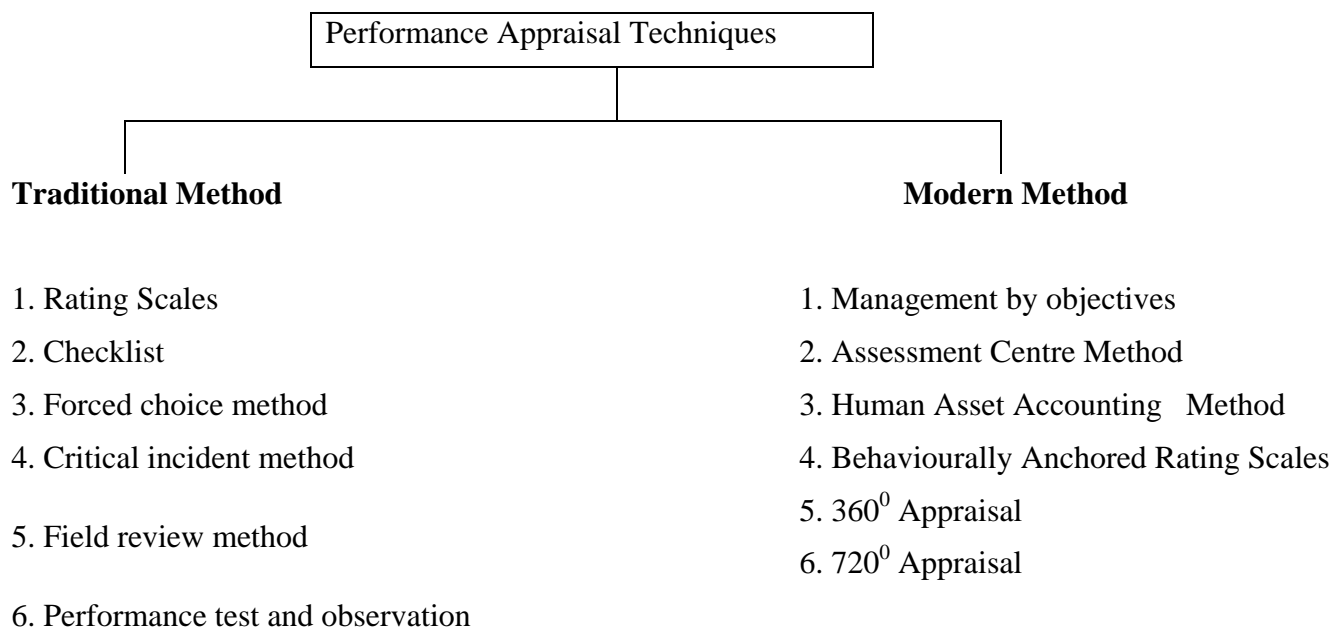 Performance Appraisal Techniques
Traditional Method
1. Rating Scales
2. Checklist
3. Forced choice method
4. Critical incident method
5. Field review method
6. Performance test and observation
Modern Method
1. Management by objectives
2. Assessment Centre Method
3. Human Asset Accounting Method
4. Behaviourally Anchored Rating Scales
5. 360⁰ Appraisal
6. 720⁰ Appraisal